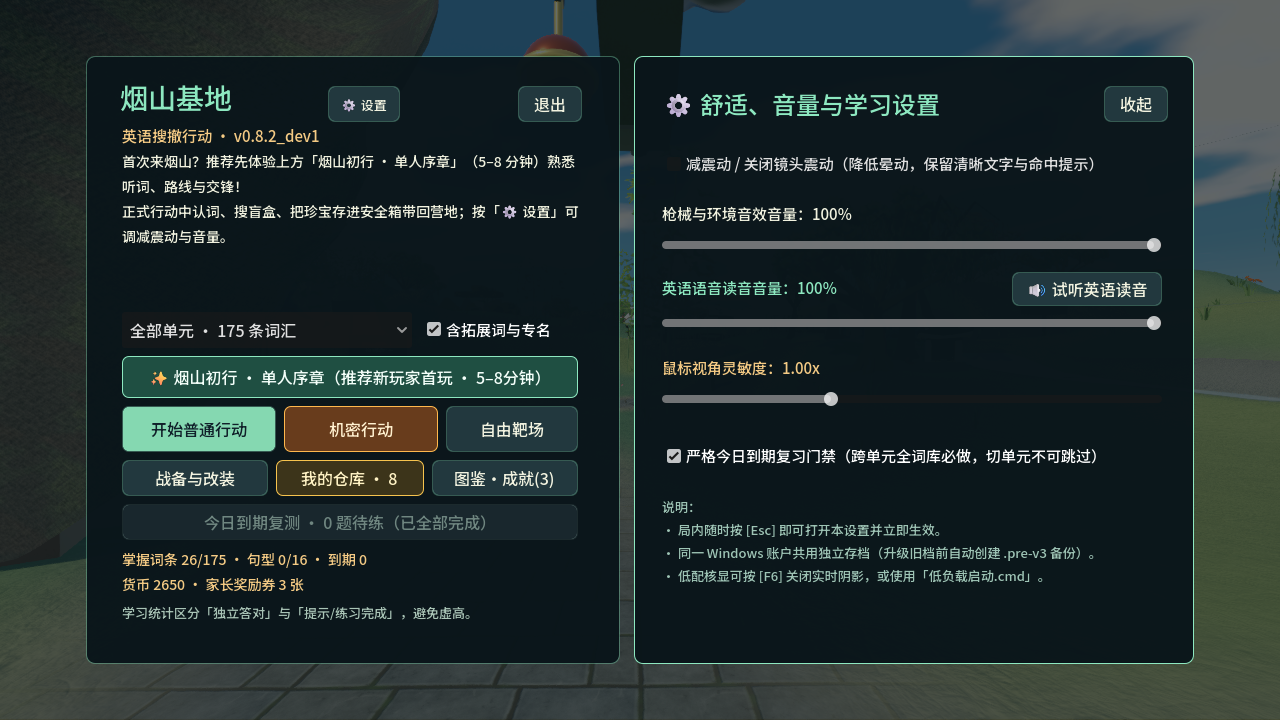 烟山基地
⚙ 设置
退出
英语搜撤行动 · v0.8.2_dev1
首次来烟山？推荐先体验上方「烟山初行 · 单人序章」（5–8 分钟）熟悉
听词、路线与交锋！
正式行动中认词、搜盲盒、把珍宝存进安全箱带回营地；按「⚙ 设置」可
调减震动与音量。
全部单元 · 175 条词汇
含拓展词与专名
✨ 烟山初行 · 单人序章（推荐新玩家首玩 · 5–8分钟）
开始普通行动
机密行动
自由靶场
战备与改装
我的仓库 · 8
图鉴·成就(3)
今日到期复测 · 0 题待练（已全部完成）
掌握词条 26/175 · 句型 0/16 · 到期 0
货币 2650 · 家长奖励券 3 张
学习统计区分「独立答对」与「提示/练习完成」，避免虚高。
⚙ 舒适、音量与学习设置
收起
减震动 / 关闭镜头震动（降低晕动，保留清晰文字与命中提示）
枪械与环境音效音量：100%
英语语音读音音量：100%
🔊 试听英语读音
鼠标视角灵敏度：1.00x
严格今日到期复习门禁（跨单元全词库必做，切单元不可跳过）
说明：
· 局内随时按 [Esc] 即可打开本设置并立即生效。
· 同一 Windows 账户共用独立存档（升级旧档前自动创建 .pre-v3 备份）。
· 低配核显可按 [F6] 关闭实时阴影，或使用「低负载启动.cmd」。